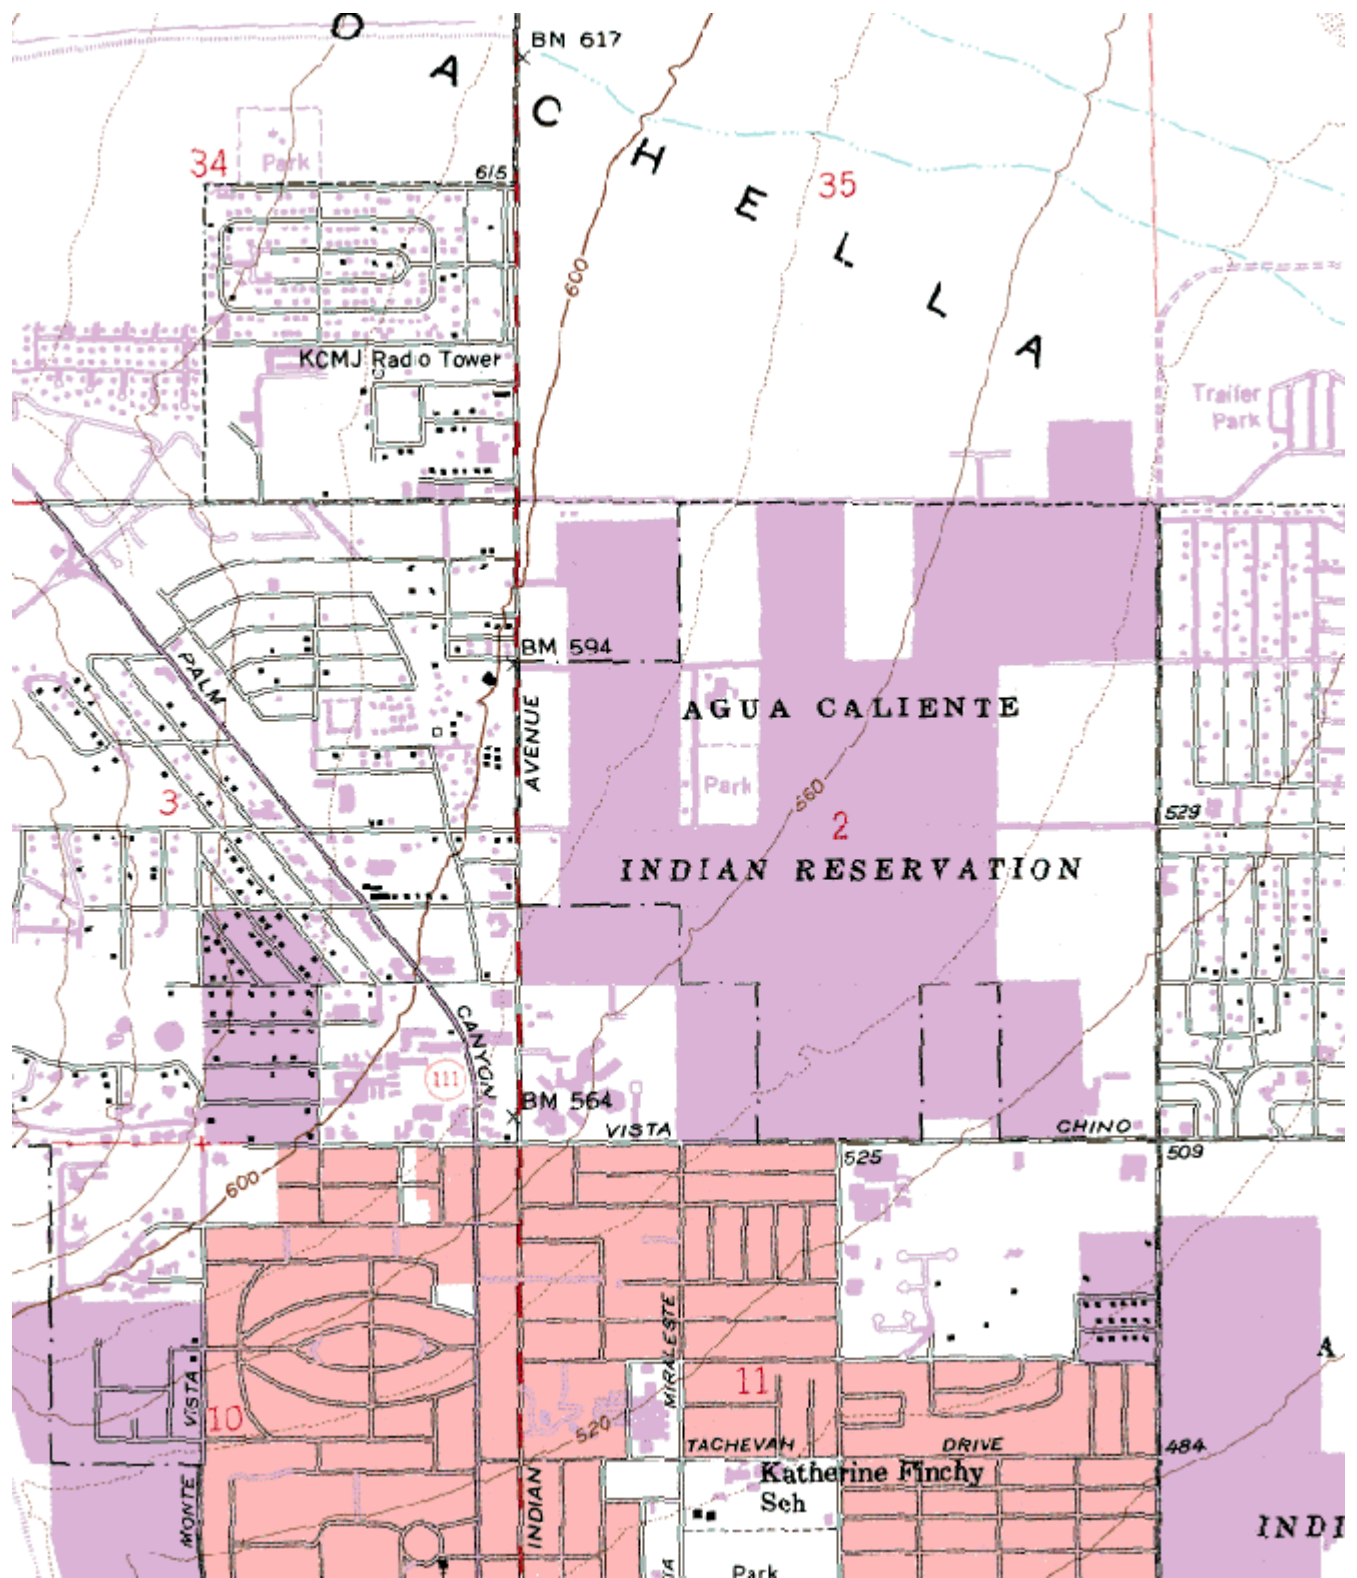 O
A
C
H
E
L
L
A
BM 617
34
Park
615
35
600
KCMJ Radio Tower
Trailer
Park
BM 594
PALM
AVENUE
AGUA CALIENTE
Park
560
3
2
529
INDIAN RESERVATION
CANYON
111
BM 564
VISTA
CHINO
525
509
600
MIRALESTE
A
11
VISTA
10
520
TACHEVAH
DRIVE
484
Katherine Finchy
Sch
MONTE
INDIAN
INDI
IA
Park